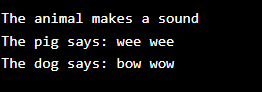 The animal makes a sound
The pig says: wee wee
The dog says: bow wow